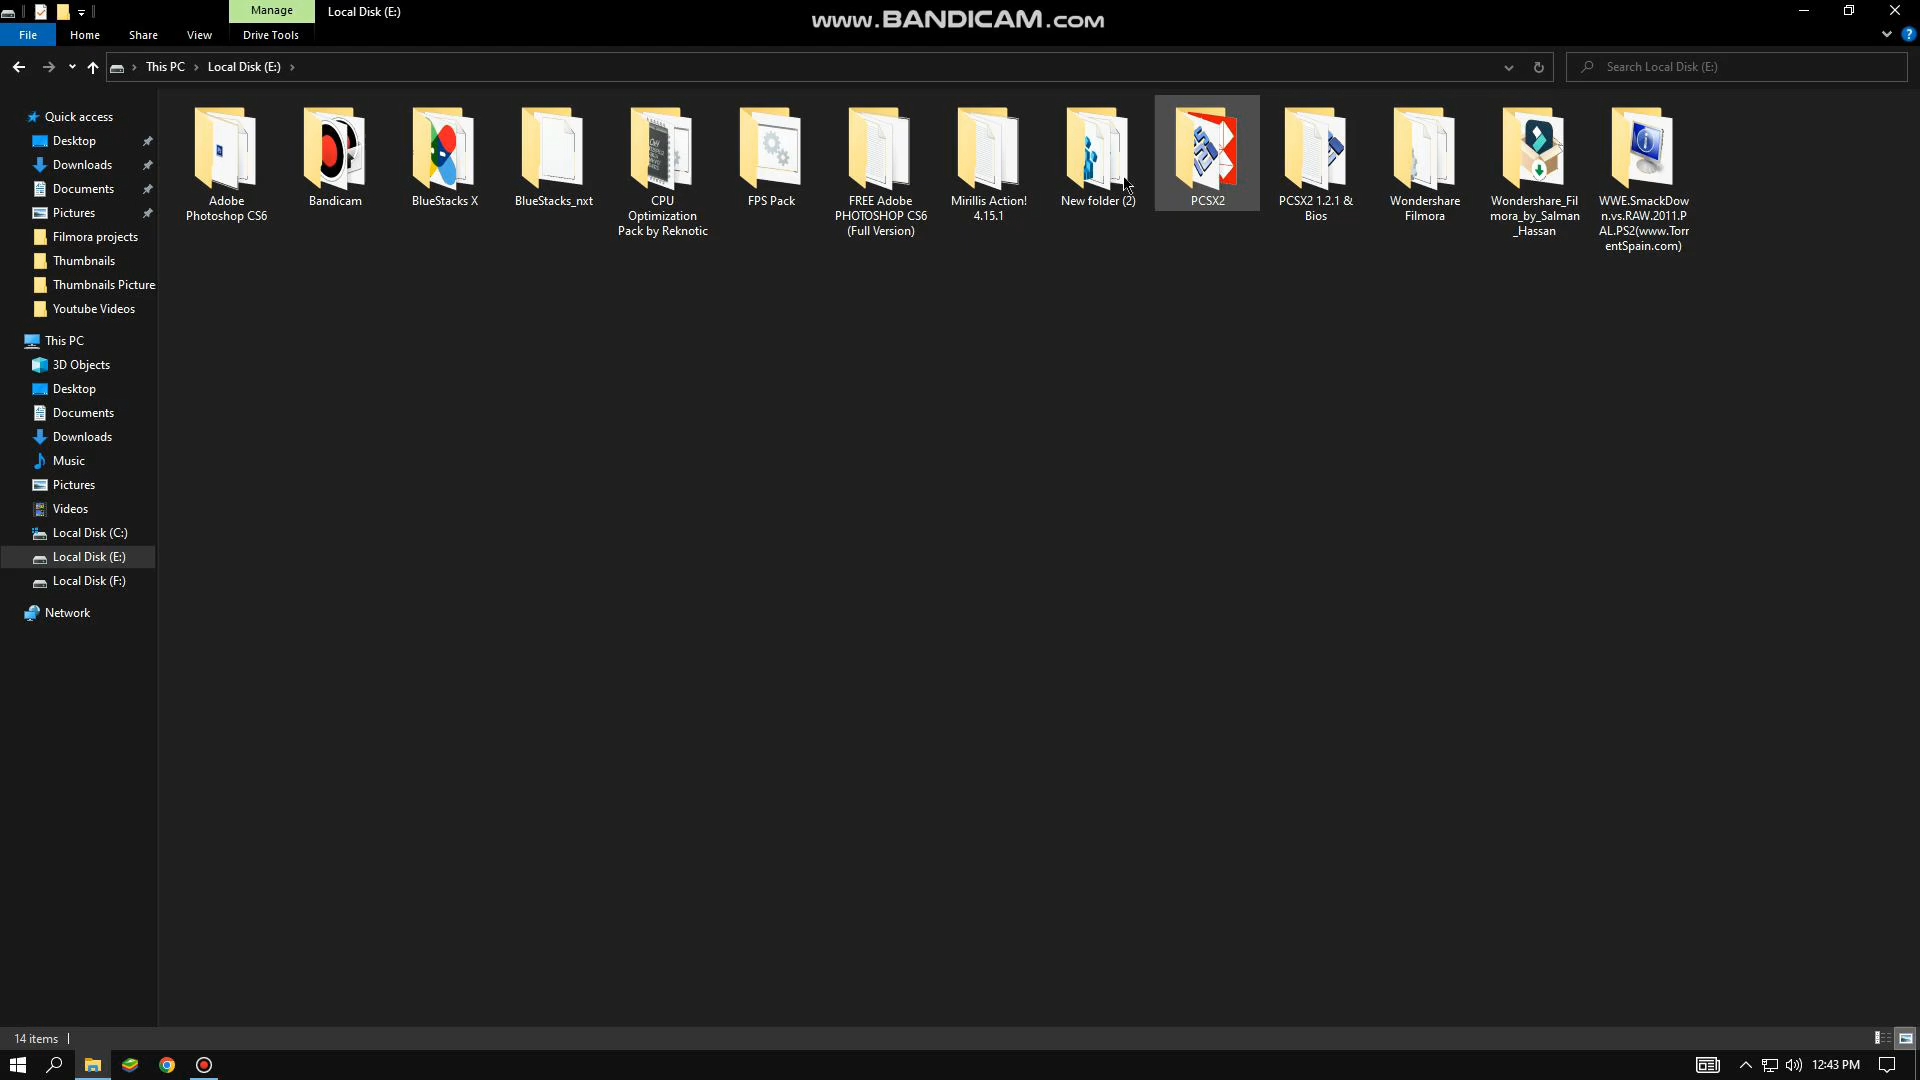 Manage
Local Disk (E:)
www.BANDICAM.com
File
Home
Share
View
Drive Tools
?
This PC
Local Disk (E:)
Search Local Disk (E:)
Quick access
Desktop
Downloads
Documents
Pictures
Filmora projects
Thumbnails
Thumbnails Picture
Youtube Videos
This PC
3D Objects
Desktop
Documents
Downloads
Music
Pictures
Videos
Local Disk (C:)
Local Disk (E:)
Local Disk (F:)
Network
Adobe
Photoshop CS6
Bandicam
BlueStacks X
BlueStacks_nxt
CPU
Optimization
Pack by Reknotic
FPS Pack
FREE Adobe
PHOTOSHOP CS6
(Full Version)
Mirillis Action!
4.15.1
New folder (2)
PCSX2
PCSX2 1.2.1 &
Bios
Wondershare
Filmora
Wondershare_Fil
mora_by_Salman
_Hassan
WWE.SmackDow
n.vs.RAW.2011.P
AL.PS2(www.Torr
entSpain.com)
14 items
12:43 PM